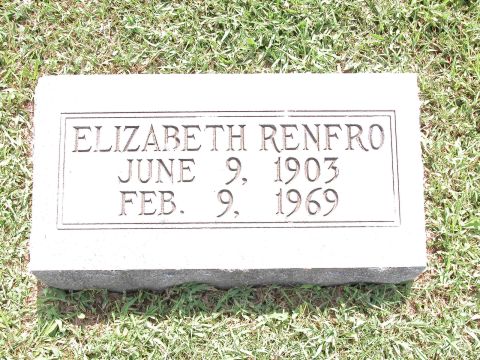 ELIZABETH RENFRO
JUNE 9, 1903
FEB. 9, 1969